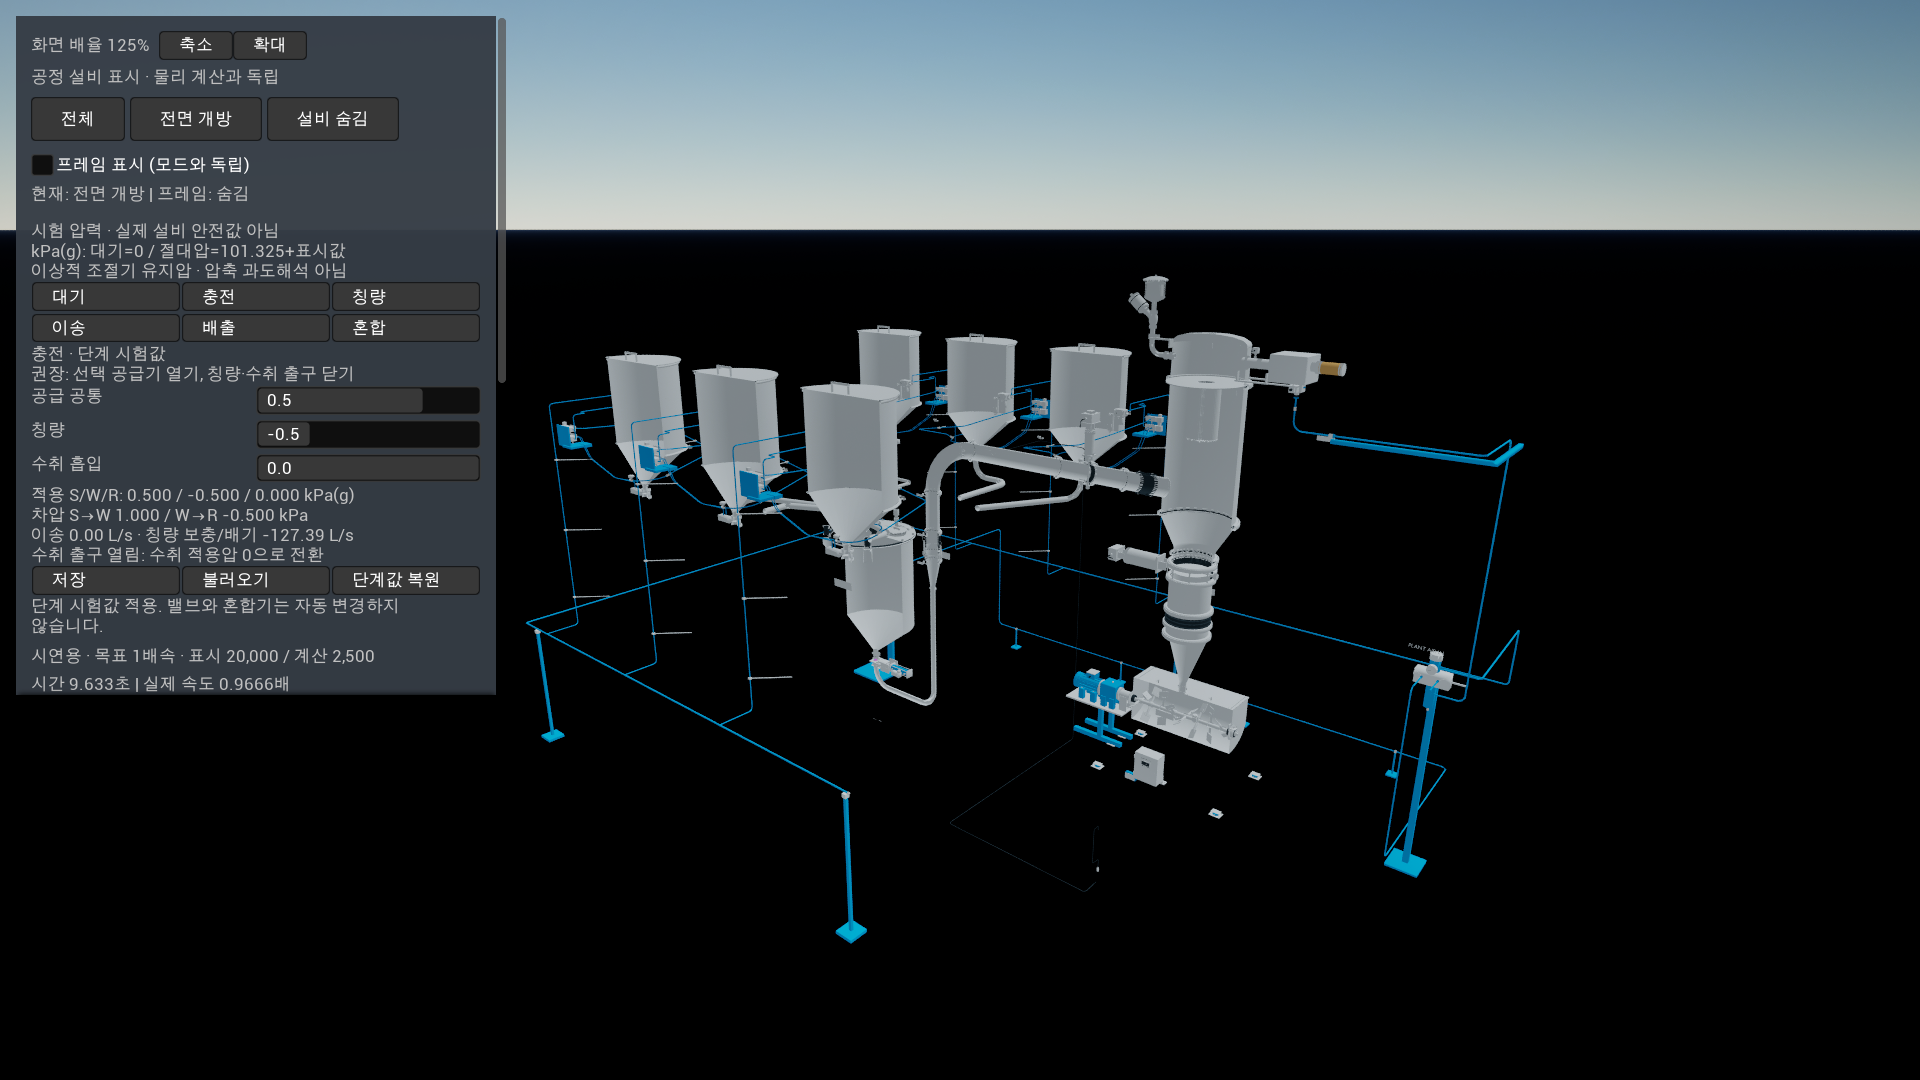 화면 배율 125% 축소 확대
공정 설비 표시 · 물리 계산과 독립
전체 전면 개방 설비 숨김
프레임 표시 (모드와 독립)
현재: 전면 개방 | 프레임: 숨김
시험 압력 · 실제 설비 안전값 아님
kPa(g): 대기=0 / 절대압=101.325+표시값
이상적 조절기 유지압 · 압축 과도해석 아님
대기 충전 칭량
이송 배출 혼합
충전 · 단계 시험값
권장: 선택 공급기 열기, 칭량·수취 출구 닫기
공급 공통 0.5
칭량 -0.5
수취 흡입 0.0
적용 S/W/R: 0.500 / -0.500 / 0.000 kPa(g)
차압 S→W 1.000 / W→R -0.500 kPa
이송 0.00 L/s · 칭량 보충/배기 -127.39 L/s
수취 출구 열림: 수취 적용압 0으로 전환
저장 불러오기 단계값 복원
단계 시험값 적용. 밸브와 혼합기는 자동 변경하지
않습니다.
시연용 · 목표 1배속 · 표시 20,000 / 계산 2,500
시간 9.633초 | 실제 속도 0.9666배
PLANT